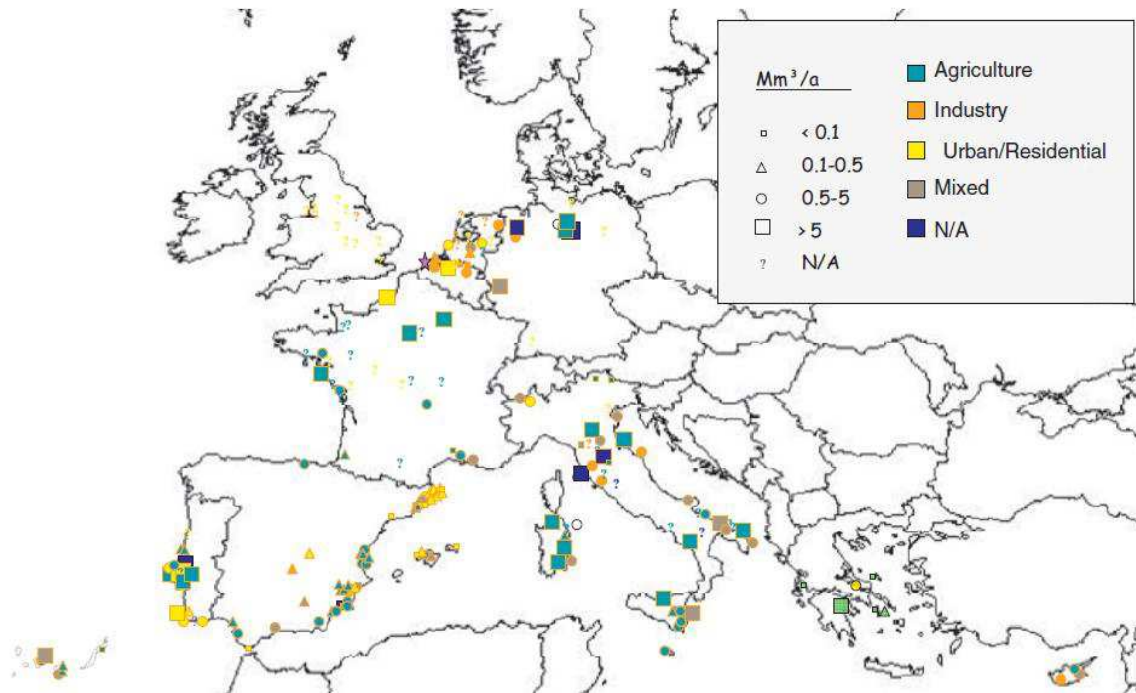 Mm³/a
< 0.1
0.1-0.5
0.5-5
> 5
N/A
Agriculture
Industry
Urban/Residential
Mixed
N/A